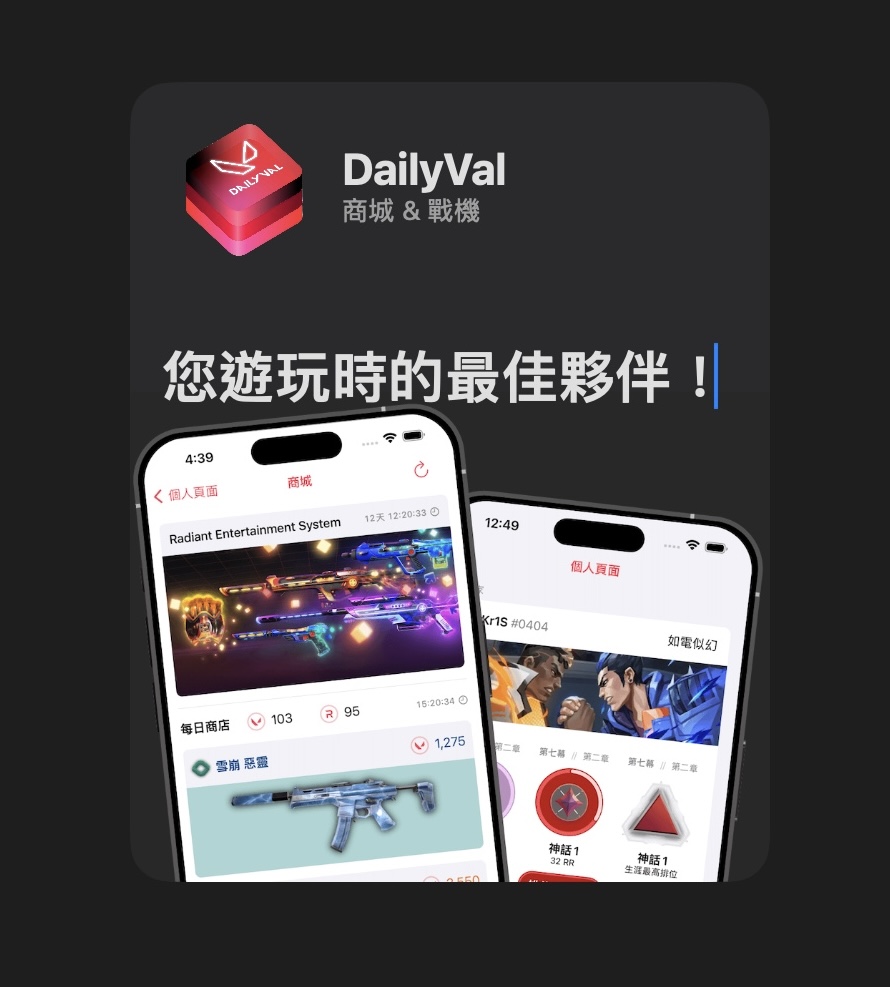 DAILYVAL
DailyVal
商城 & 戰機
您遊玩時的最佳夥伴！
4:39
個人頁面
商城
Radiant Entertainment System
12天 12:20:33
每日商店
103
95
15:20:34
雪崩 惡靈
1,275
2,550
12:49
個人頁面
Kr1S #0404
如電似幻
第二章
第七幕 // 第二章
第七幕 // 第二章
神話 1
32 RR
神話 1
生涯最高排位